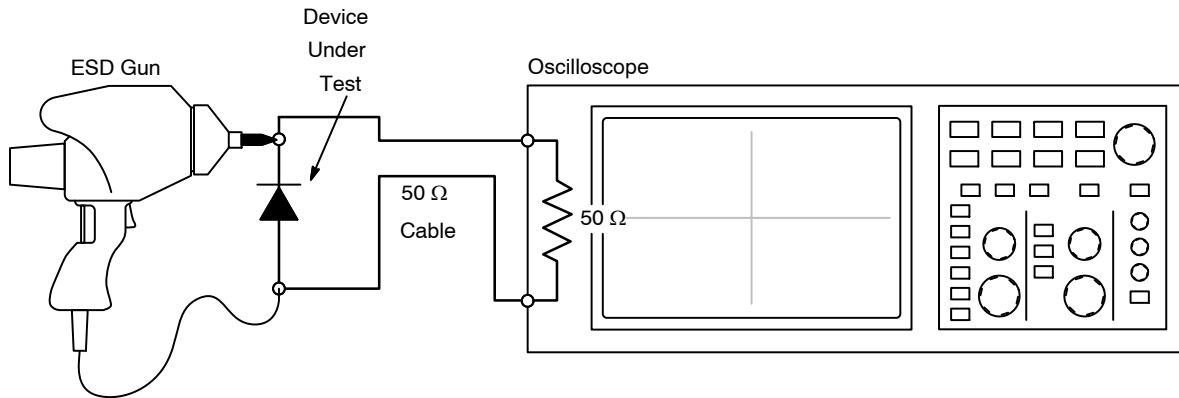 Device
Under
Test
ESD Gun
Oscilloscope
50 Ω
Cable
50 Ω